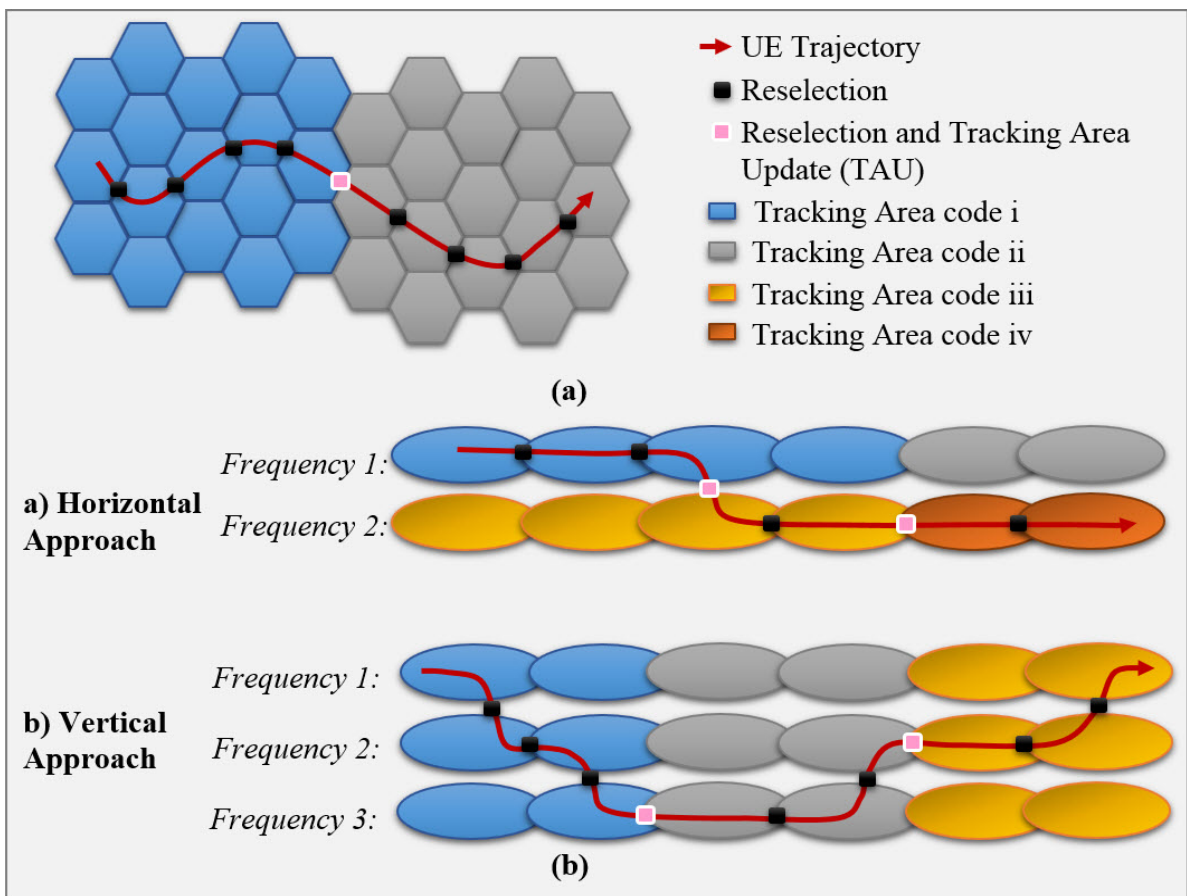 UE Trajectory
Reselection
Reselection and Tracking Area
Update (TAU)
Tracking Area code i
Tracking Area code ii
Tracking Area code iii
Tracking Area code iv
(a)
Frequency 1:
a) Horizontal
Approach
Frequency 2:
Frequency 1:
b) Vertical
Approach
Frequency 2:
Frequency 3:
(b)